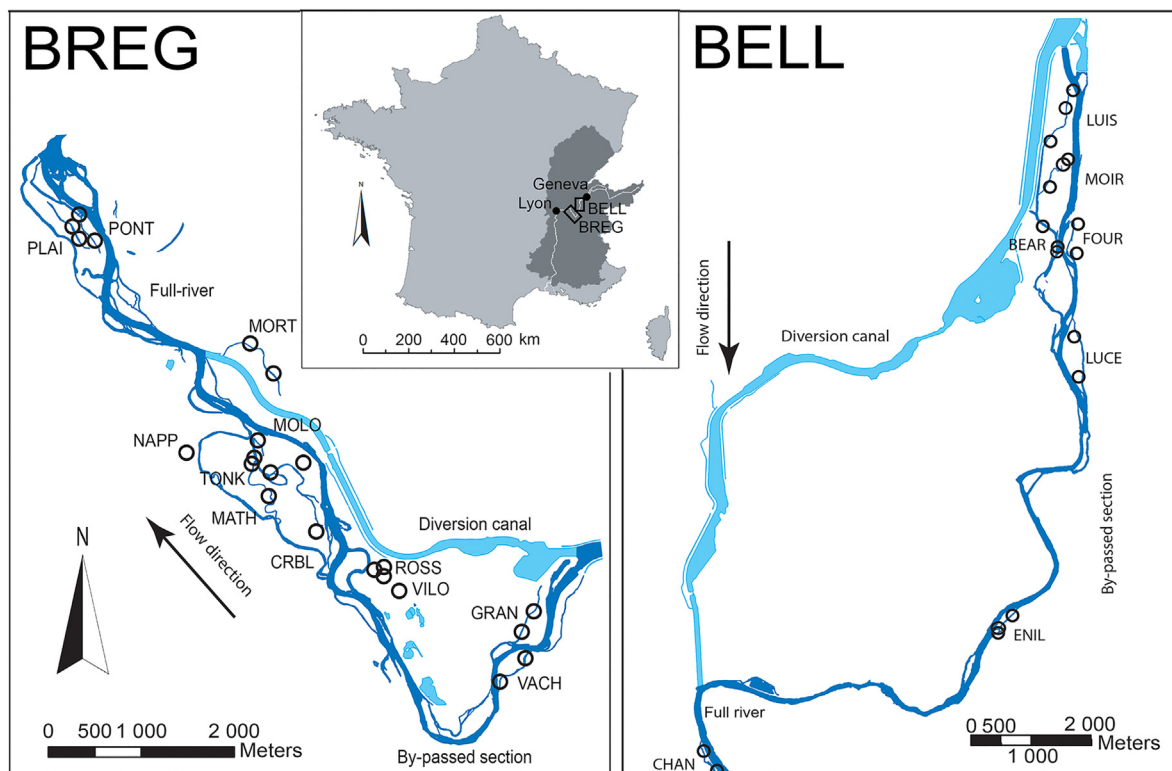 BREG
PONT
PLAI
Full-river
MORT
MOLO
NAPP
TONK
MATH
Flow direction
CRBL
Diversion canal
ROSS
VILO
GRAN
VACH
N
0 500 1 000 2 000
Meters
By-passed section
N
Geneva
Lyon
BELL
BREG
0 200 400 600 km
BELL
LUIS
MOIR
BEAR
FOUR
Flow direction
Diversion canal
LUCE
By-passed section
ENIL
Full river
CHAN
0 500 2 000
Meters
1 000